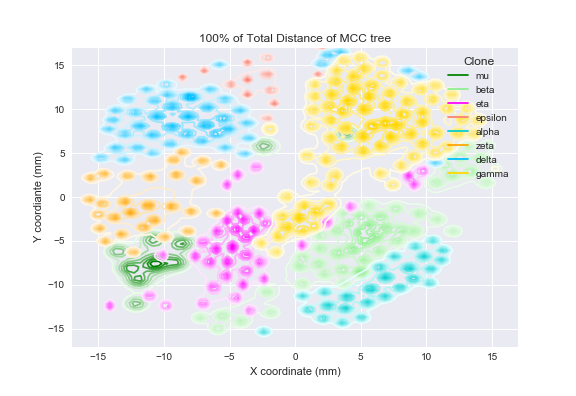 100% of Total Distance of MCC tree
Clone
mu
beta
eta
epsilon
alpha
zeta
delta
gamma
15
10
5
0
−5
−10
−15
Y coordiante (mm)
−15
−10
−5
0
5
10
15
X coordinate (mm)